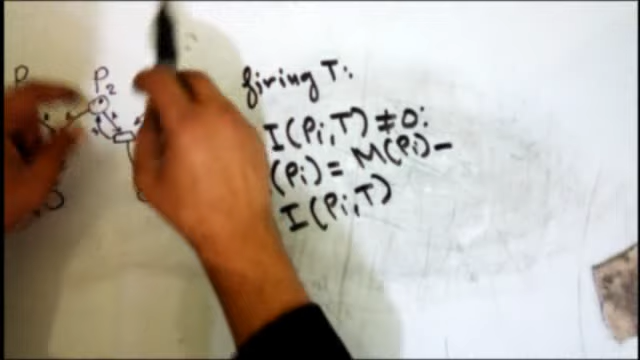 P
P2
firing T:
I(Pi,T) ≠ 0:
(Pi) = M(Pi) -
I(Pi,T)